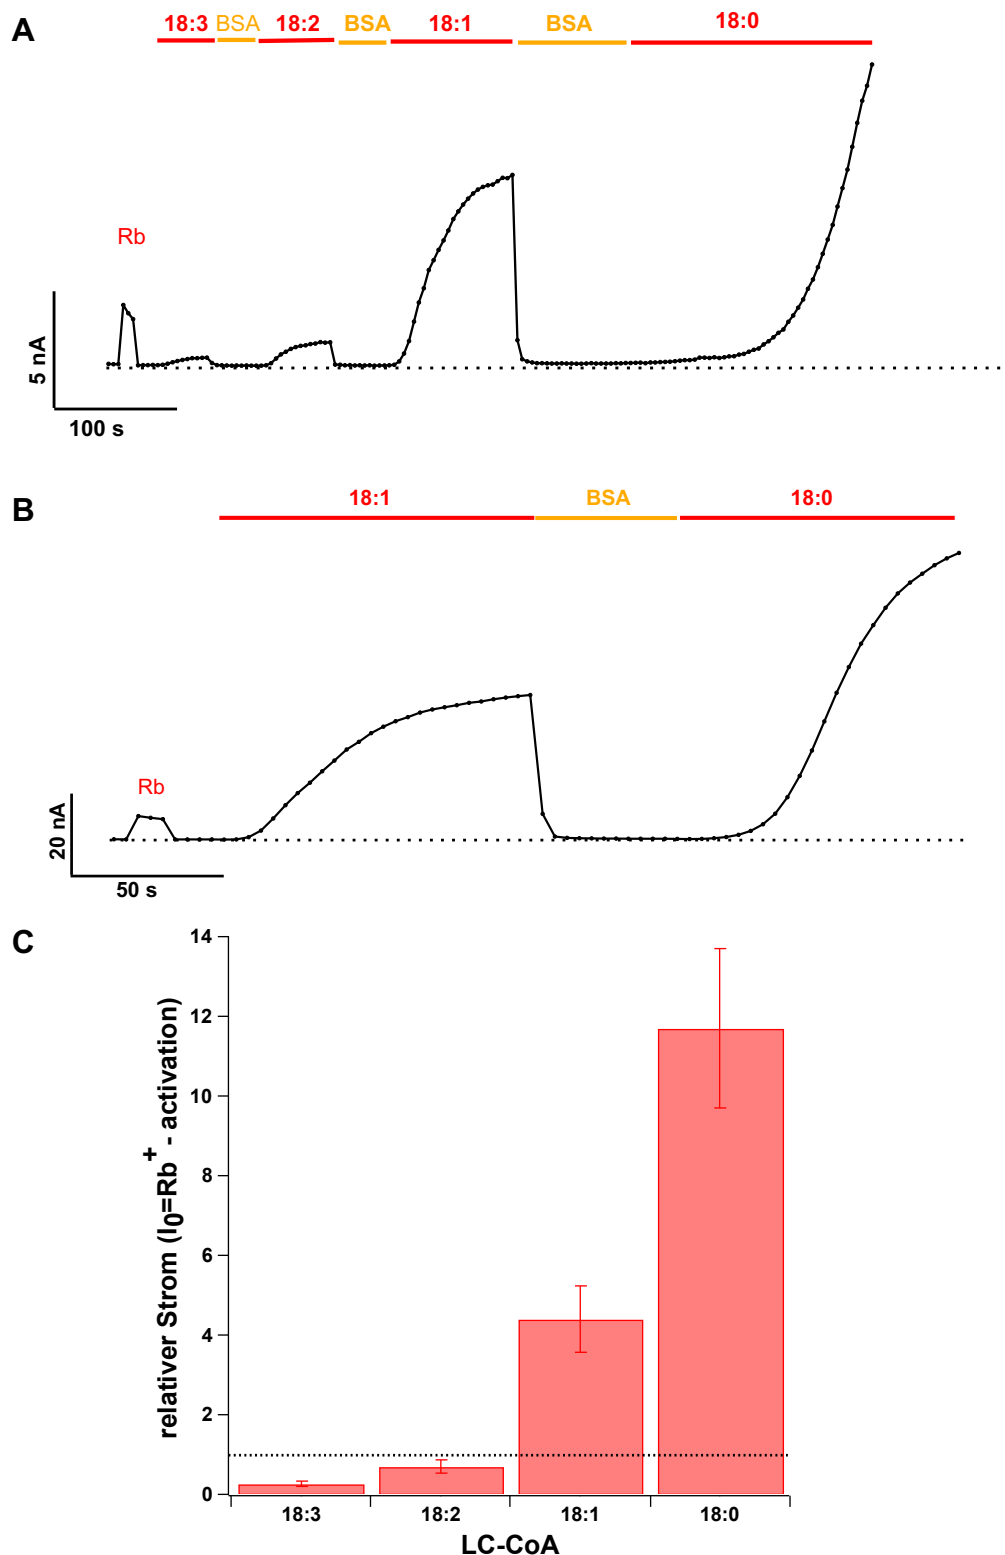 A
18:3 BSA 18:2 BSA 18:1 BSA 18:0
Rb
5 nA
100 s
B
18:1 BSA 18:0
Rb
20 nA
50 s
C
14
12
10
8
6
4
2
0
relativer Strom (I0=Rb+ - activation)
18:3 18:2 18:1 18:0
LC-CoA